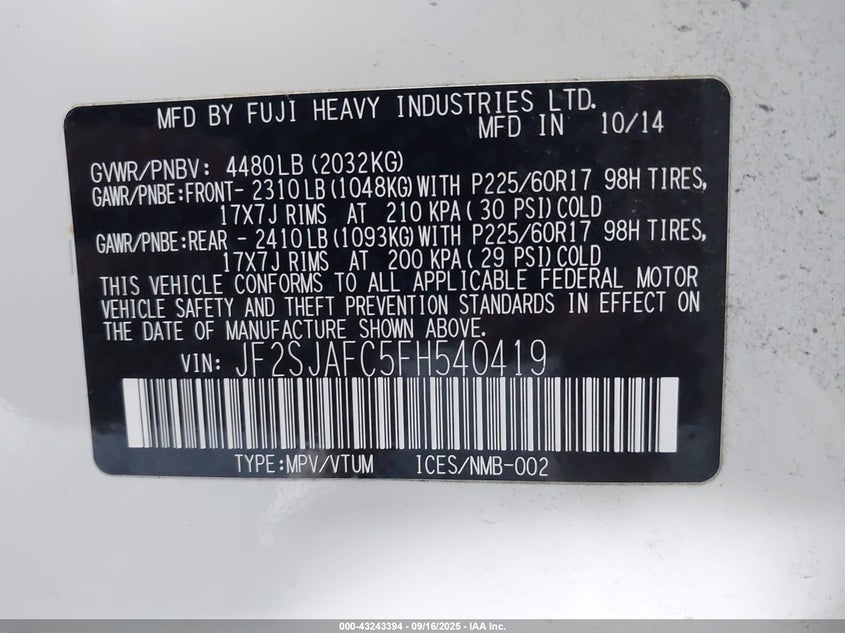 MFD BY FUJI HEAVY INDUSTRIES LTD.
MFD IN 10/14
GVWR/PNBV: 4480LB(2032KG)
GAWR/PNBE:FRONT- 2310LB(1048KG)WITH P225/60R17 98H TIRES,
17X7J RIMS AT 210 KPA( 30 PSI)COLD
GAWR/PNBE:REAR - 2410LB(1093KG)WITH P225/60R17 98H TIRES,
17X7J RIMS AT 200 KPA( 29 PSI)COLD
THIS VEHICLE CONFORMS TO ALL APPLICABLE FEDERAL MOTOR
VEHICLE SAFETY AND THEFT PREVENTION STANDARDS IN EFFECT ON
THE DATE OF MANUFACTURE SHOWN ABOVE.
VIN: JF2SJAFC5FH540419
TYPE:MPV/VTUM ICES/NMB-002
000-43243394 - 09/16/2025 - IAA Inc.